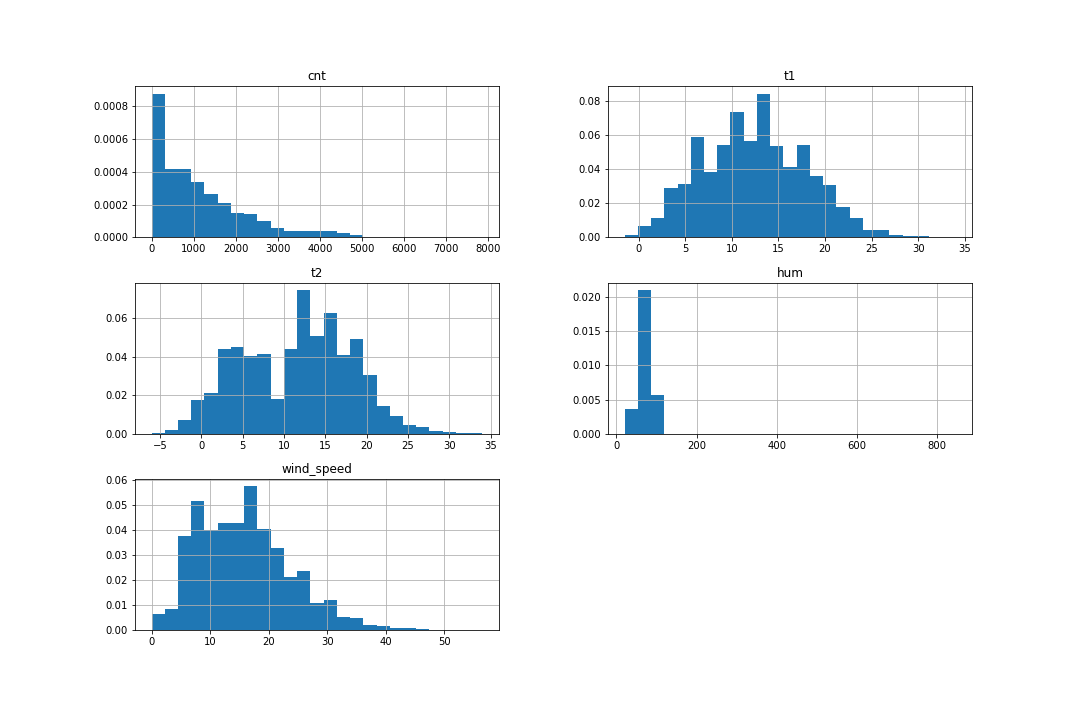 cnt
0.0008
0.0006
0.0004
0.0002
0.0000
0 1000 2000 3000 4000 5000 6000 7000 8000
t1
0.08
0.06
0.04
0.02
0.00
0 5 10 15 20 25 30 35
t2
0.06
0.04
0.02
0.00
−5 0 5 10 15 20 25 30 35
hum
0.020
0.015
0.010
0.005
0.000
0 200 400 600 800
wind_speed
0.06
0.05
0.04
0.03
0.02
0.01
0.00
0 10 20 30 40 50